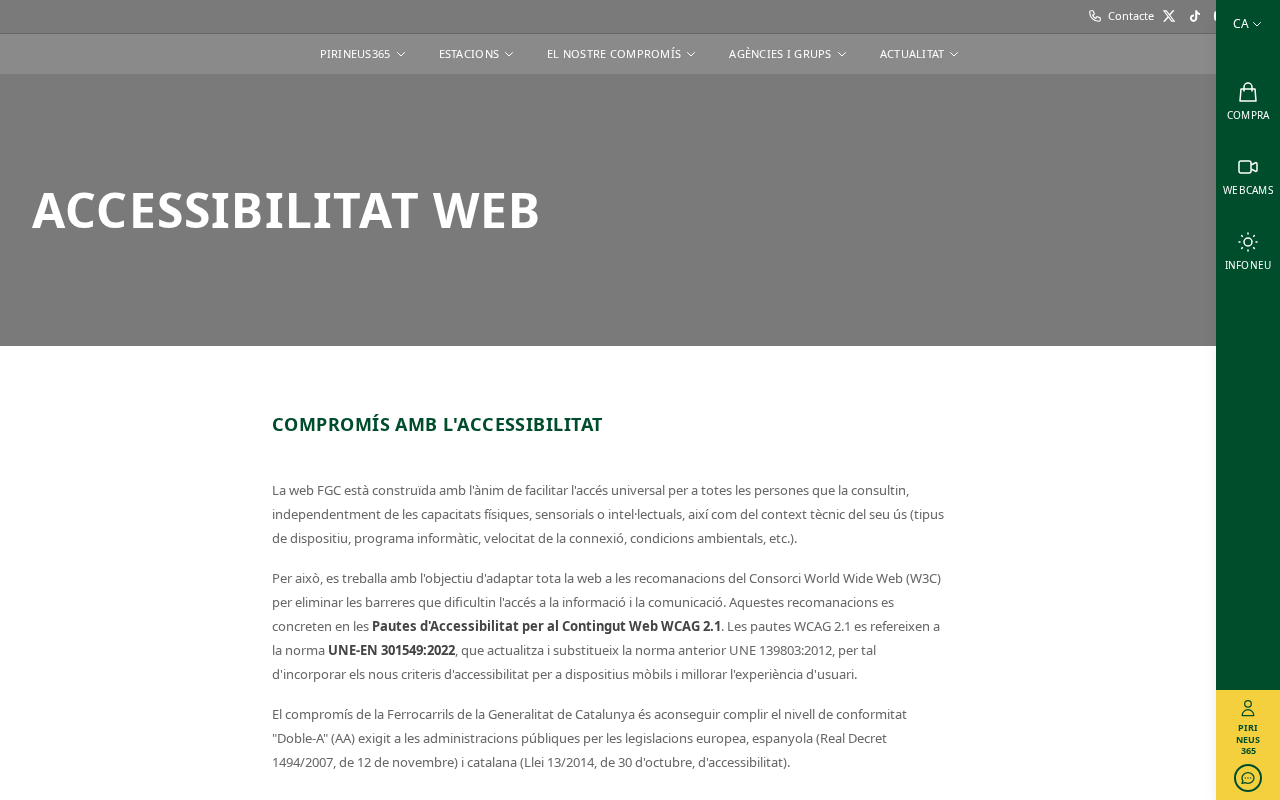 Contacte
CA
PIRINEUS365
ESTACIONS
EL NOSTRE COMPROMÍS
AGÈNCIES I GRUPS
ACTUALITAT
COMPRA
WEBCAMS
INFONEU
ACCESSIBILITAT WEB
COMPROMÍS AMB L'ACCESSIBILITAT
La web FGC està construïda amb l'ànim de facilitar l'accés universal per a totes les persones que la consultin,
independentment de les capacitats físiques, sensorials o intel·lectuals, així com del context tècnic del seu ús (tipus
de dispositiu, programa informàtic, velocitat de la connexió, condicions ambientals, etc.).
Per això, es treballa amb l'objectiu d'adaptar tota la web a les recomanacions del Consorci World Wide Web (W3C)
per eliminar les barreres que dificultin l'accés a la informació i la comunicació. Aquestes recomanacions es
concreten en les Pautes d'Accessibilitat per al Contingut Web WCAG 2.1. Les pautes WCAG 2.1 es refereixen a
la norma UNE-EN 301549:2022, que actualitza i substitueix la norma anterior UNE 139803:2012, per tal
d'incorporar els nous criteris d'accessibilitat per a dispositius mòbils i millorar l'experiència d'usuari.
El compromís de la Ferrocarrils de la Generalitat de Catalunya és aconseguir complir el nivell de conformitat
"Doble-A" (AA) exigit a les administracions públiques per les legislacions europea, espanyola (Real Decret
1494/2007, de 12 de novembre) i catalana (Llei 13/2014, de 30 d'octubre, d'accessibilitat).
PIRI
NEUS
365